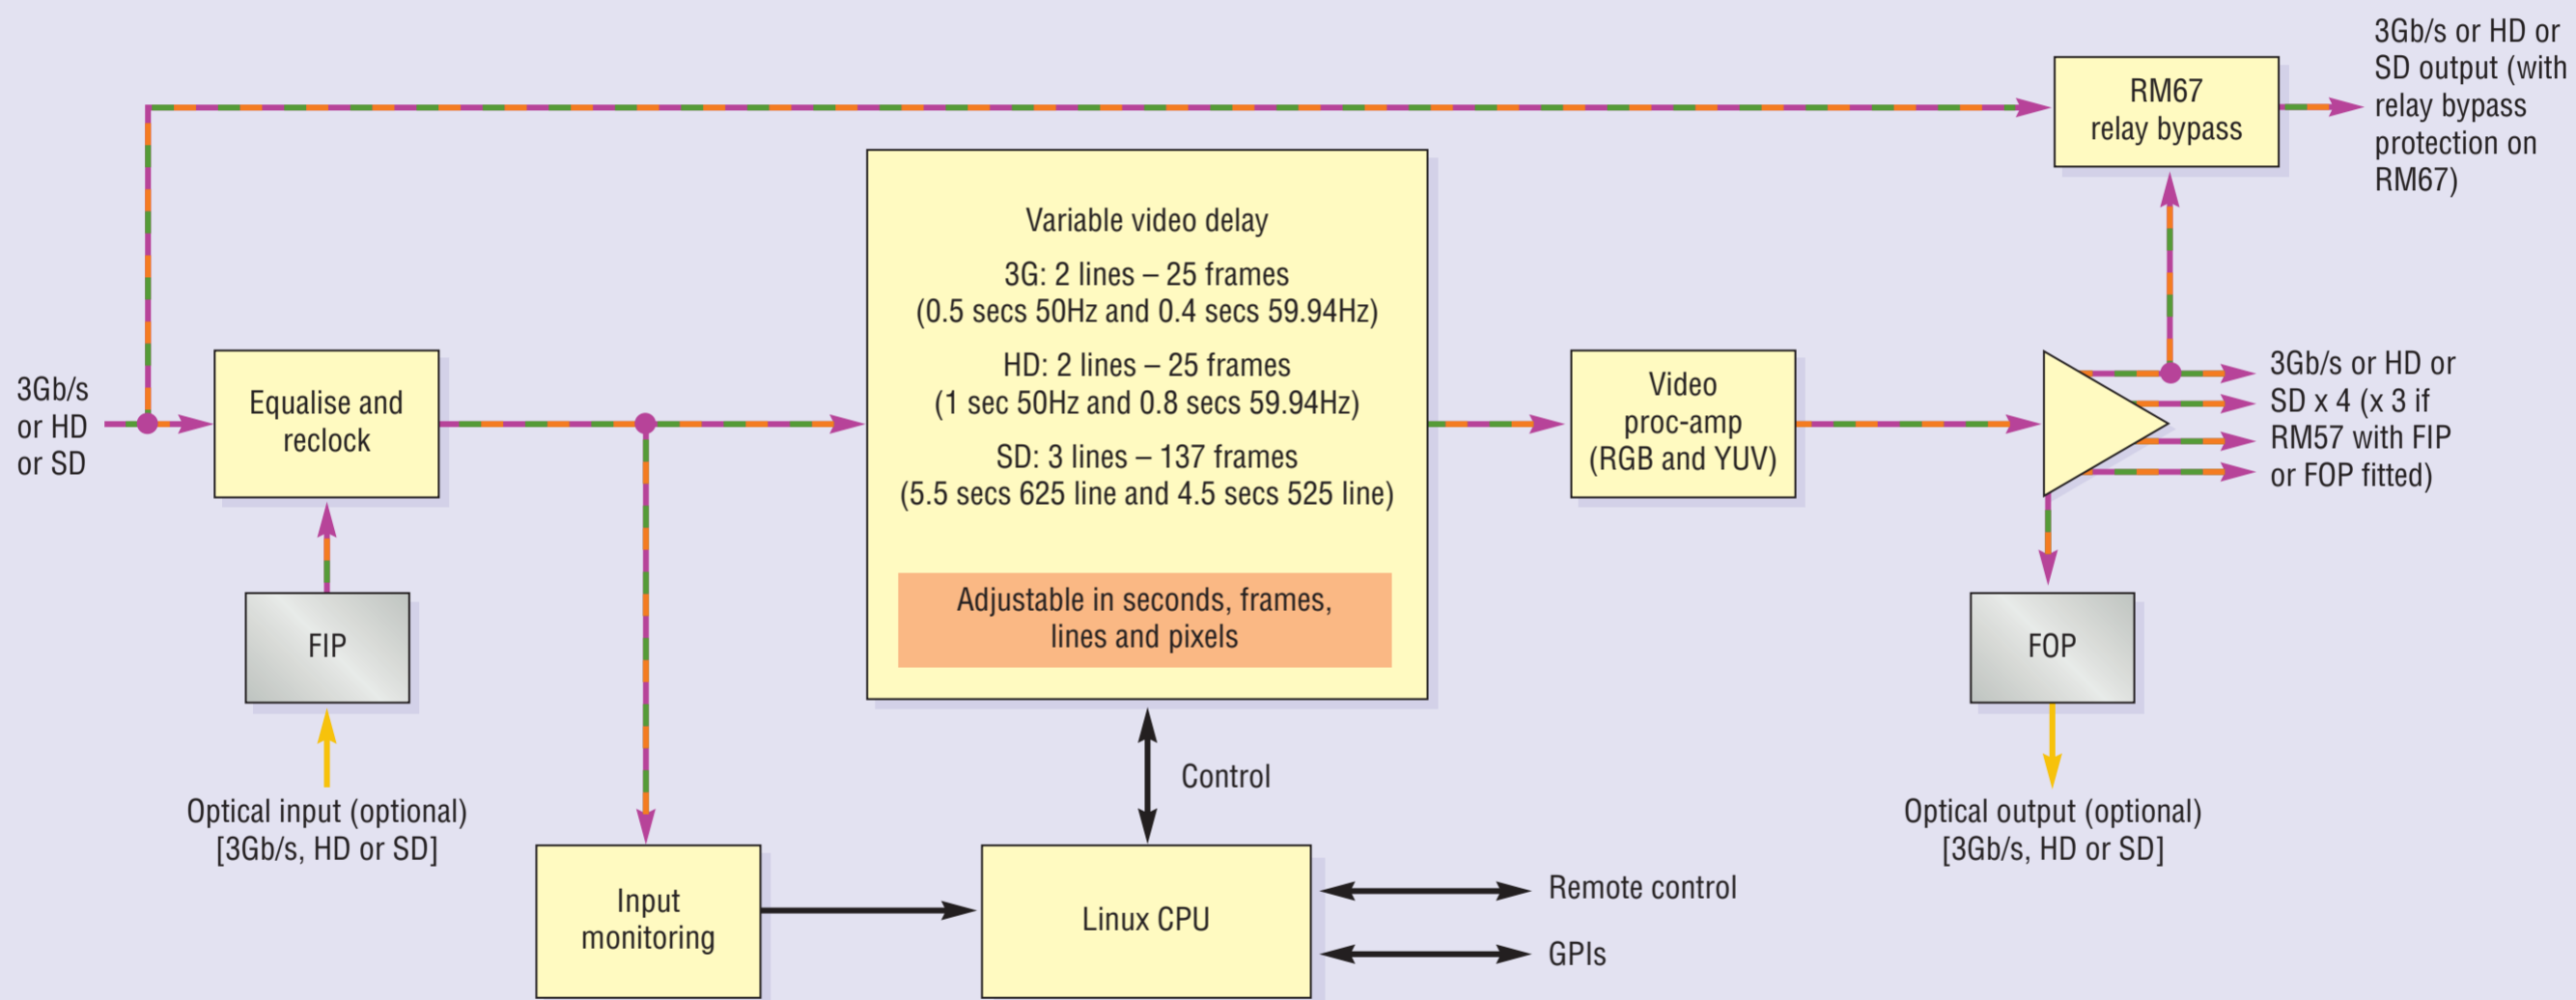 3Gb/s or HD or
SD output (with
relay bypass
protection on
RM67)
RM67
relay bypass
Variable video delay
3G: 2 lines – 25 frames
(0.5 secs 50Hz and 0.4 secs 59.94Hz)
HD: 2 lines – 25 frames
(1 sec 50Hz and 0.8 secs 59.94Hz)
SD: 3 lines – 137 frames
(5.5 secs 625 line and 4.5 secs 525 line)
Adjustable in seconds, frames,
lines and pixels
3Gb/s
or HD
or SD
Equalise and
reclock
Video
proc-amp
(RGB and YUV)
3Gb/s or HD or
SD x 4 (x 3 if
RM57 with FIP
or FOP fitted)
FIP
FOP
Optical input (optional)
[3Gb/s, HD or SD]
Control
Optical output (optional)
[3Gb/s, HD or SD]
Input
monitoring
Linux CPU
Remote control
GPIs